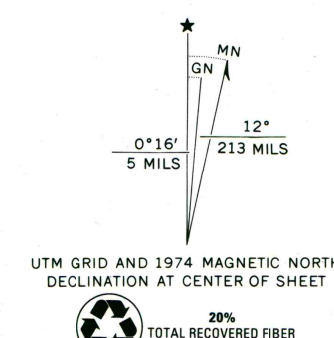 MN
GN
0°16′
5 MILS
12°
213 MILS
UTM GRID AND 1974 MAGNETIC NORTH
DECLINATION AT CENTER OF SHEET
20%
TOTAL RECOVERED FIBER